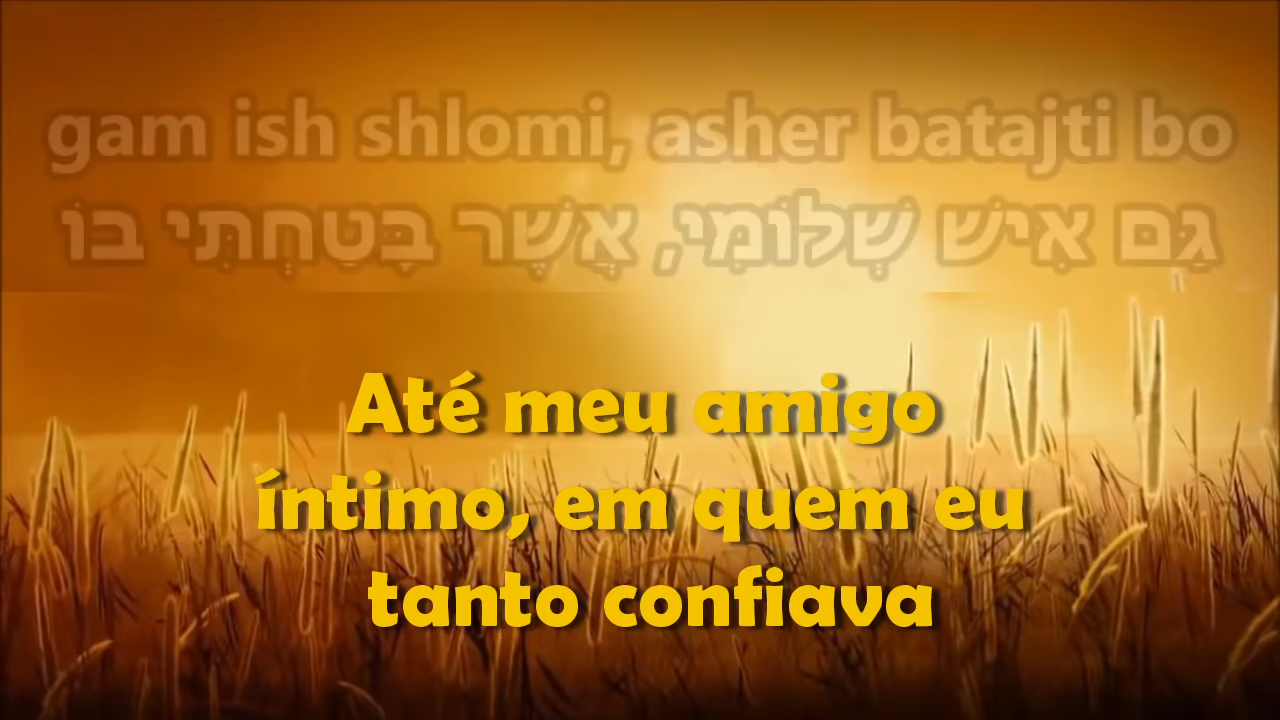 gam ish shlomi, asher batajti bo
גַּם אִישׁ שְׁלוֹמִי, אֲשֶׁר בָּטַחְתִּי בוֹ
Até meu amigo
íntimo, em quem eu
tanto confiava